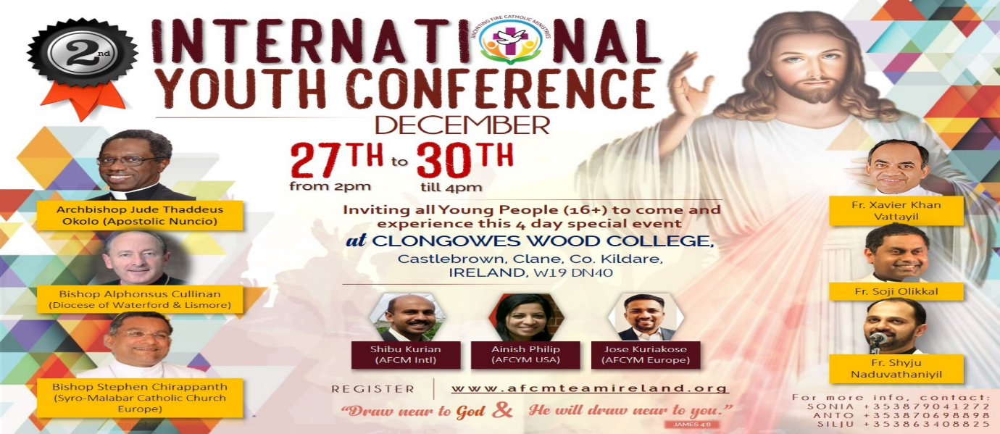 2nd
INTERNATIONAL
ANOINTING FIRE CATHOLIC MINISTRIES
YOUTH CONFERENCE
DECEMBER
27TH to 30TH
from 2pm
till 4pm
Inviting all Young People (16+) to come and
experience this 4 day special event
at CLONGOWES WOOD COLLEGE,
Castlebrown, Clane, Co. Kildare,
IRELAND, W19 DN40
Archbishop Jude Thaddeus
Okolo (Apostolic Nuncio)
Bishop Alphonsus Cullinan
(Diocese of Waterford & Lismore)
Bishop Stephen Chirappanth
(Syro-Malabar Catholic Church
Europe)
Shibu Kurian
(AFCM Intl)
Ainish Philip
(AFCYM USA)
Jose Kuriakose
(AFCYM Europe)
Fr. Xavier Khan
Vattayil
Fr. Soji Olikkal
Fr. Shyju
Naduvathaniyil
REGISTER | www.afcmteamireland.org
“Draw near to God & He will draw near to you.”
JAMES 4:8
For more info, contact:
SONIA +353879041272
ANTO +353870698898
SILJU +353863408825